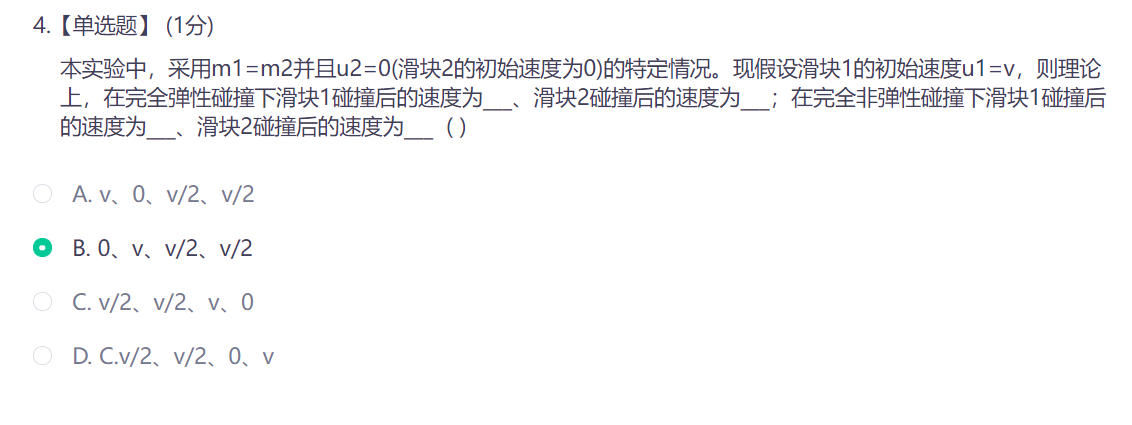 4.【单选题】 (1分)
本实验中，采用m1=m2并且u2=0(滑块2的初始速度为0)的特定情况。现假设滑块1的初始速度u1=v，则理论
上，在完全弹性碰撞下滑块1碰撞后的速度为___、滑块2碰撞后的速度为___；在完全非弹性碰撞下滑块1碰撞后
的速度为___、滑块2碰撞后的速度为___ ( )
A. v、0、v/2、v/2
B. 0、v、v/2、v/2
C. v/2、v/2、v、0
D. C.v/2、v/2、0、v